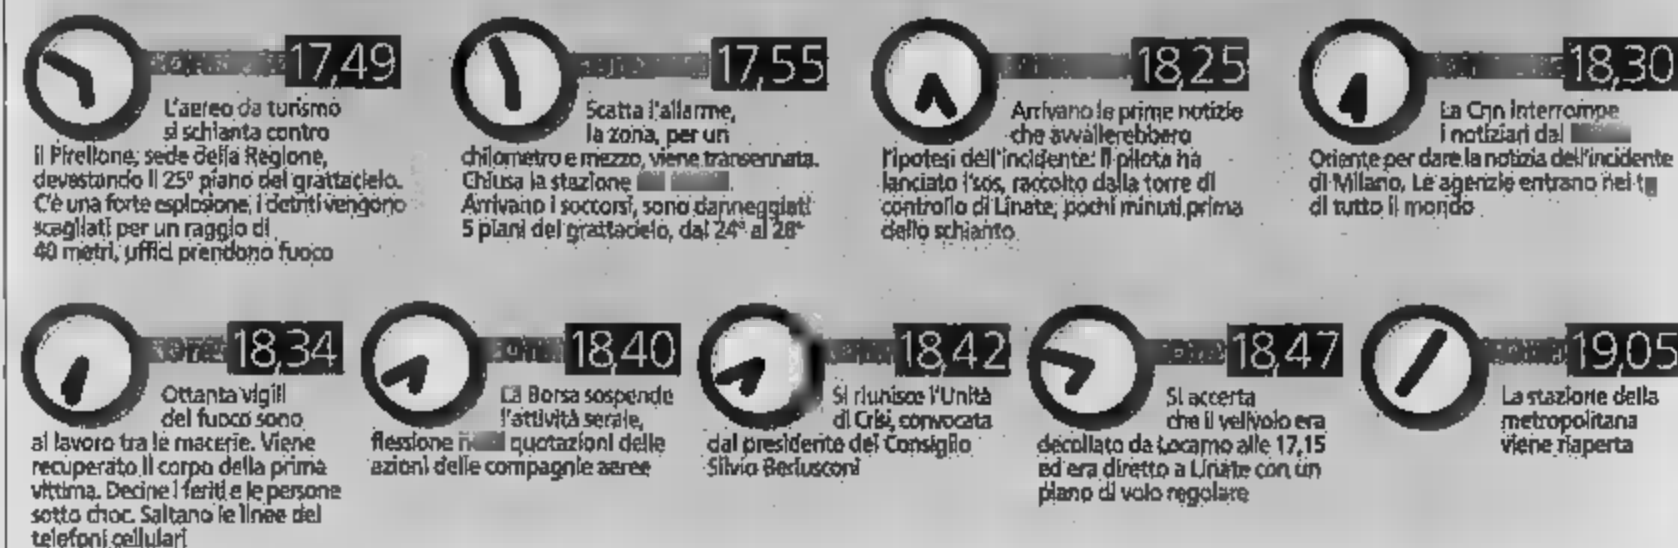 17,49
L'aereo da turismo
si schianta contro
il Pirellone, sede della Regione,
devastando il 25° piano del grattacielo.
C'è una forte esplosione, i detriti vengono
scagliati per un raggio di
40 metri, uffici prendono fuoco
17,55
Scatta l'allarme,
la zona, per un
chilometro e mezzo, viene transennata.
Chiusa la stazione
Arrivano i soccorsi, sono danneggiati
5 piani del grattacielo, dal 24° al 28°
18,25
Arrivano le prime notizie
che avvallerebbero
l'ipotesi dell'incidente: il pilota ha
lanciato l'sos, raccolto dalla torre di
controllo di Linate, pochi minuti prima
dello schianto
18,30
La Cnn interrompe
i notiziari dal
Oriente per dare la notizia dell'incidente
di Milano. Le agenzie entrano nei tg
di tutto il mondo
18,34
Ottanta vigili
del fuoco sono
al lavoro tra le macerie. Viene
recuperato il corpo della prima
vittima. Decine i feriti e le persone
sotto choc. Saltano le linee dei
telefoni cellulari
18,40
La Borsa sospende
l'attività serale,
flessione quotazioni delle
azioni delle compagnie aeree
18,42
Si riunisce l'Unità
di Crisi, convocata
dal presidente del Consiglio
Silvio Berlusconi
18,47
Si accerta
che il velivolo era
decollato da Locarno alle 17,15
ed era diretto a Linate con un
piano di volo regolare
19,05
La stazione della
metropolitana
viene riaperta